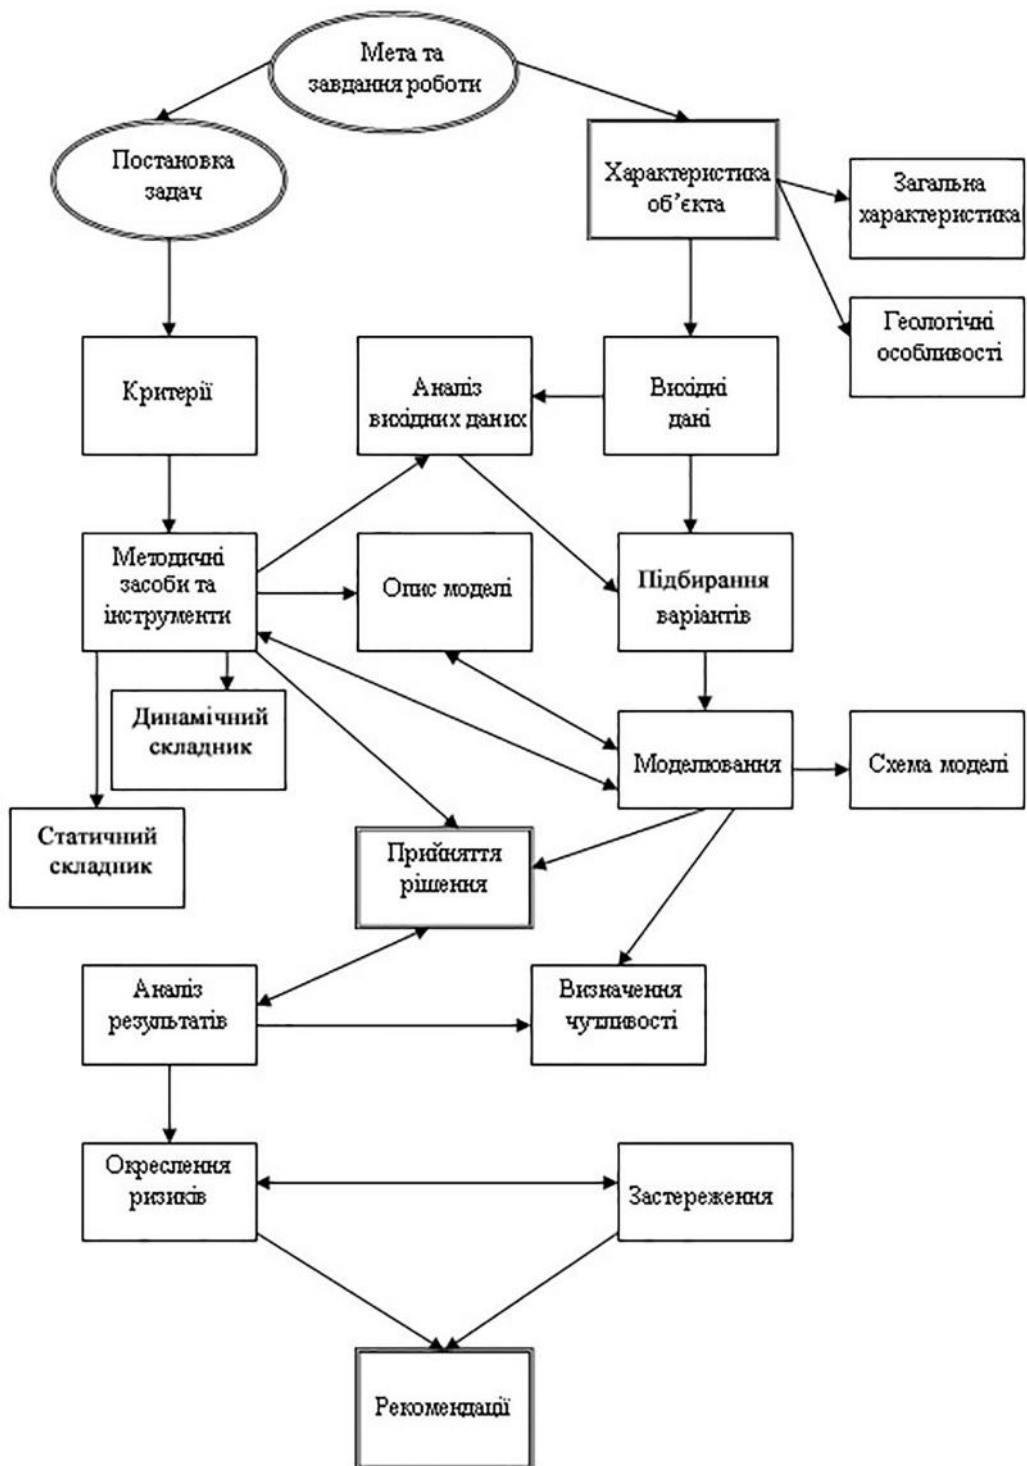 Мета та
завдання роботи
Постановка
задач
Характеристика
об’єкта
Загальна
характеристика
Геологічні
особливості
Критерії
Аналіз
вихідних даних
Вихідні
дані
Методичні
засоби та
інструменти
Опис моделі
Підбирання
варіантів
Динамічний
складник
Моделювання
Схема моделі
Статичний
складник
Прийняття
рішення
Аналіз
результатів
Визначення
чутливості
Окреслення
ризиків
Застереження
Рекомендації